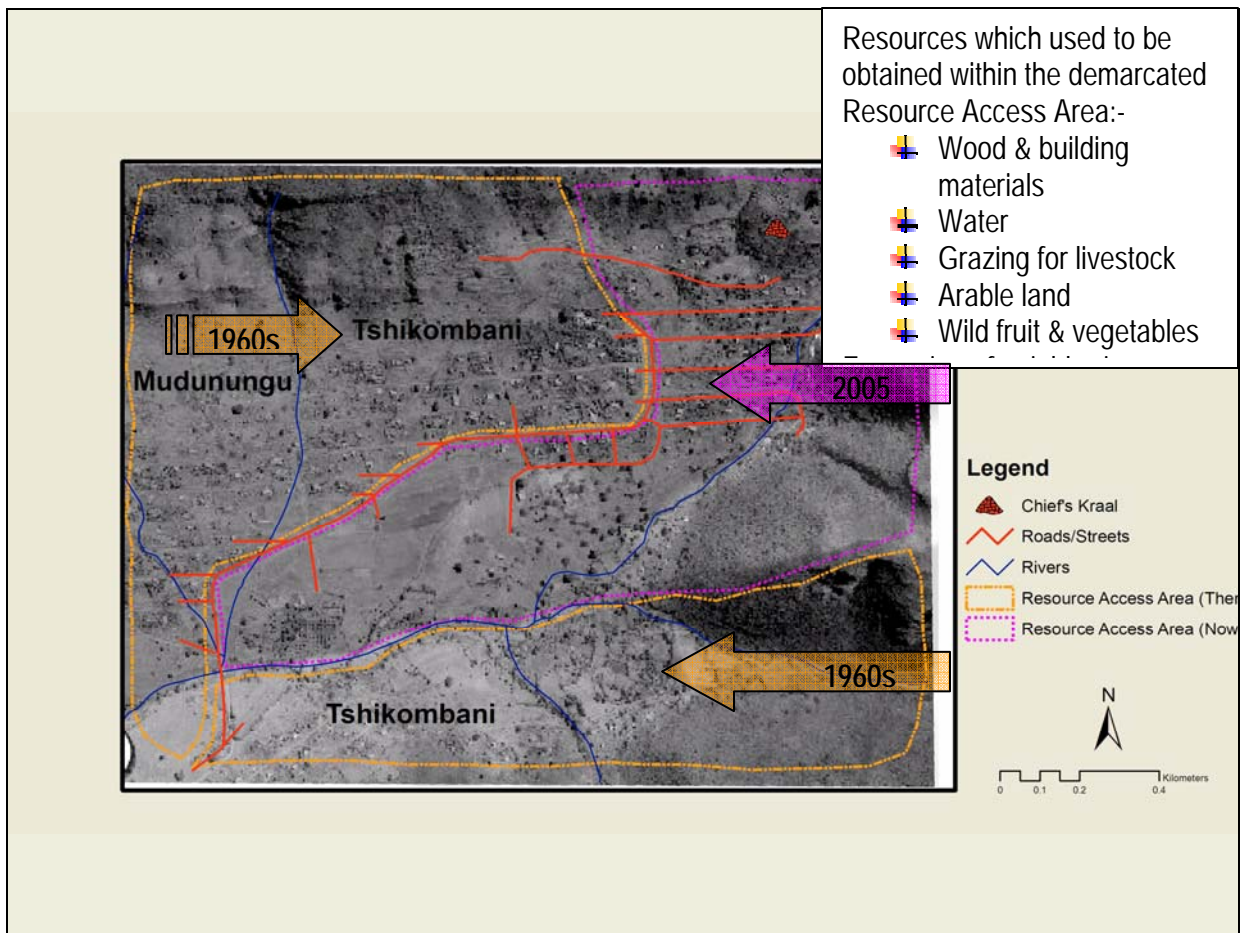 Resources which used to be
obtained within the demarcated
Resource Access Area:-
Wood & building
materials
Water
Grazing for livestock
Arable land
Wild fruit & vegetables
1960s
Tshikombani
Mudunungu
2005
1960s
Tshikombani
Legend
Chief's Kraal
Roads/Streets
Rivers
Resource Access Area (Then
Resource Access Area (Now
N
Kilometers
0 0.1 0.2 0.4